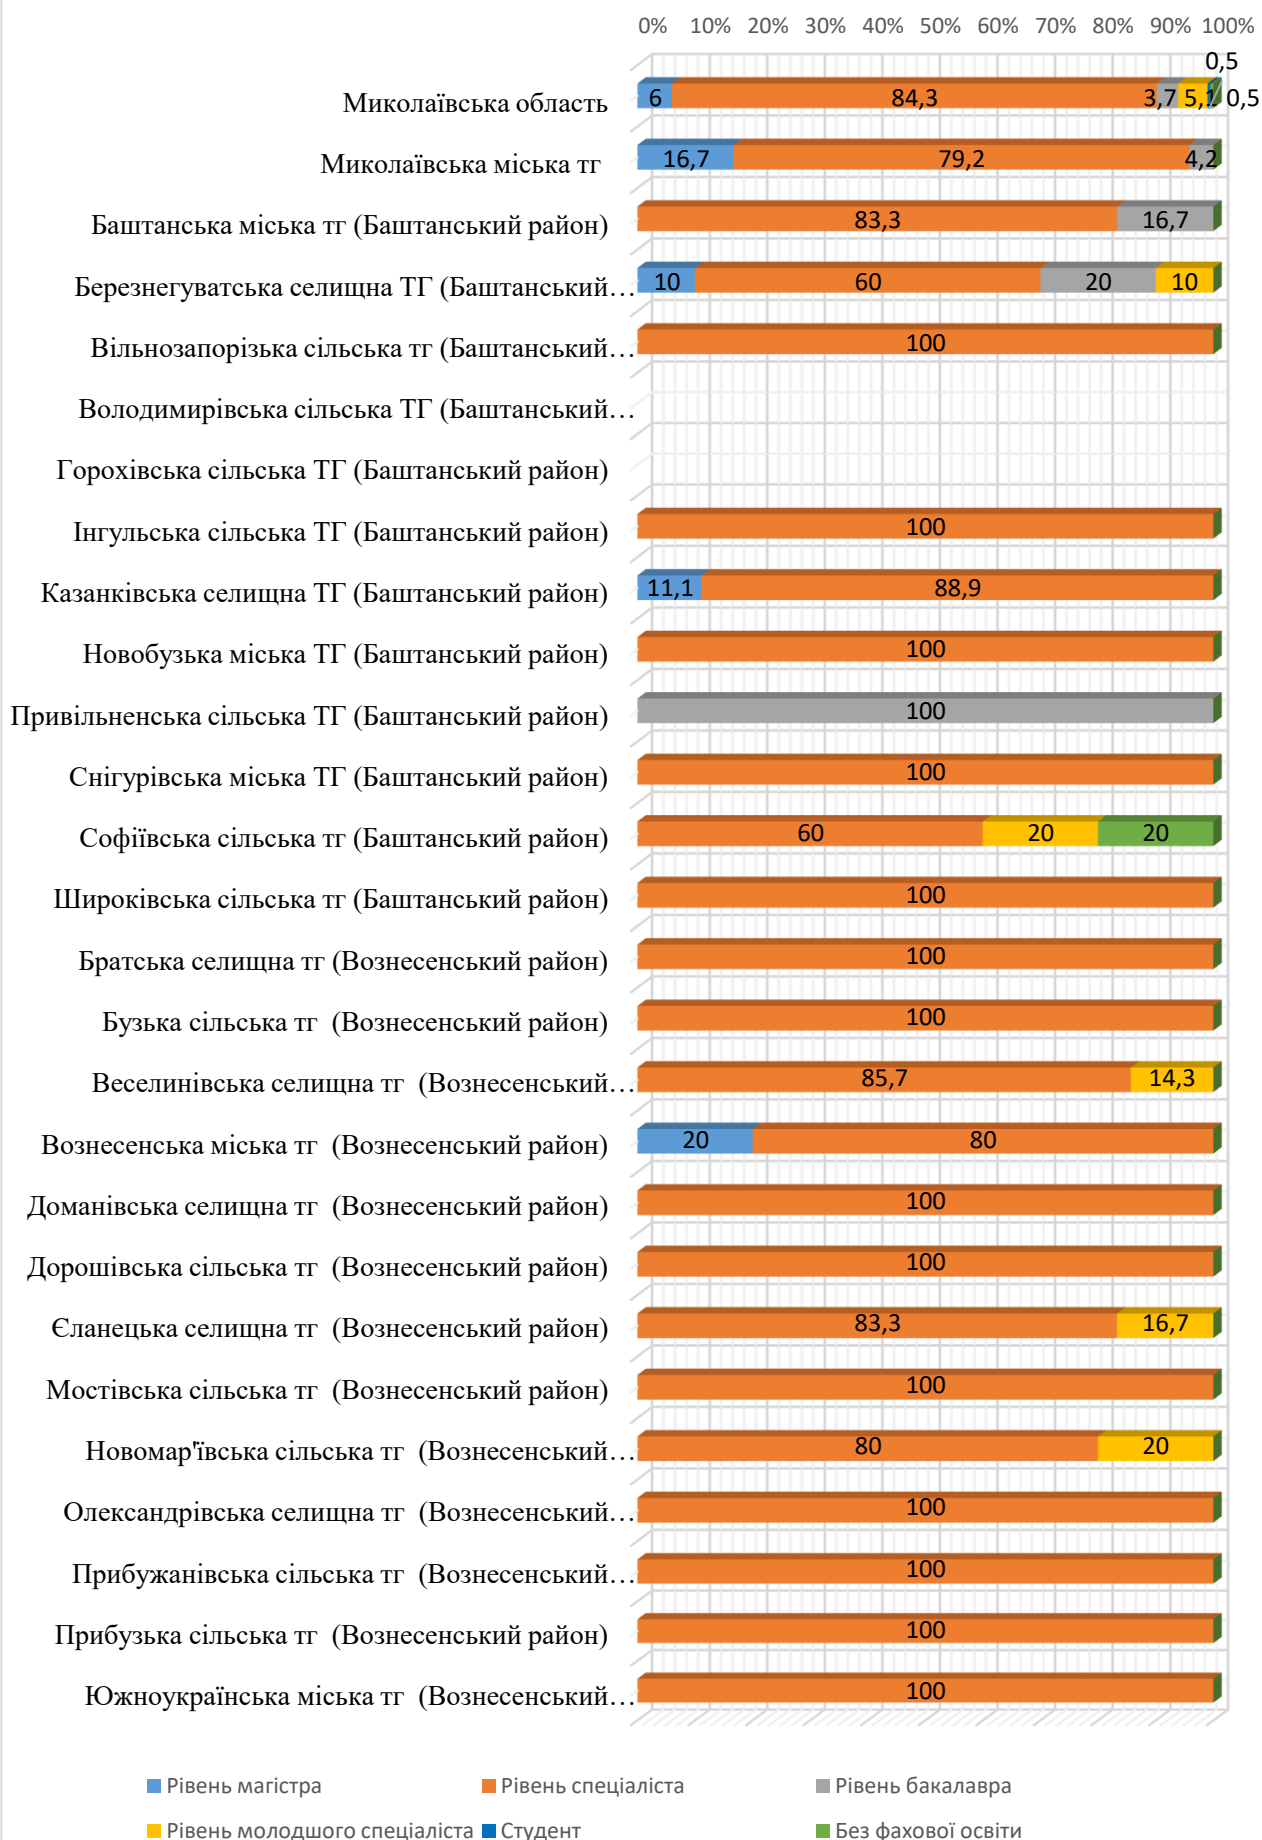 0% 10% 20% 30% 40% 50% 60% 70% 80% 90% 100%
0,5
Миколаївська область 6 84,3 3,7 5,1 0,5
Миколаївська міська тг 16,7 79,2 4,2
Баштанська міська тг (Баштанський район) 83,3 16,7
Березнегуватська селищна ТГ (Баштанський… 10 60 20 10
Вільнозапорізька сільська тг (Баштанський… 100
Володимирівська сільська ТГ (Баштанський…
Горохівська сільська ТГ (Баштанський район)
Інгульська сільська ТГ (Баштанський район) 100
Казанківська селищна ТГ (Баштанський район) 11,1 88,9
Новобузька міська ТГ (Баштанський район) 100
Привільненська сільська ТГ (Баштанський район) 100
Снігурівська міська ТГ (Баштанський район) 100
Софіївська сільська тг (Баштанський район) 60 20 20
Широківська сільська тг (Баштанський район) 100
Братська селищна тг (Вознесенський район) 100
Бузька сільська тг (Вознесенський район) 100
Веселинівська селищна тг (Вознесенський… 85,7 14,3
Вознесенська міська тг (Вознесенський район) 20 80
Доманівська селищна тг (Вознесенський район) 100
Дорошівська сільська тг (Вознесенський район) 100
Єланецька селищна тг (Вознесенський район) 83,3 16,7
Мостівська сільська тг (Вознесенський район) 100
Новомар'ївська сільська тг (Вознесенський… 80 20
Олександрівська селищна тг (Вознесенський… 100
Прибужанівська сільська тг (Вознесенський… 100
Прибузька сільська тг (Вознесенський район) 100
Южноукраїнська міська тг (Вознесенський… 100
Рівень магістра Рівень спеціаліста Рівень бакалавра
Рівень молодшого спеціаліста Студент Без фахової освіти